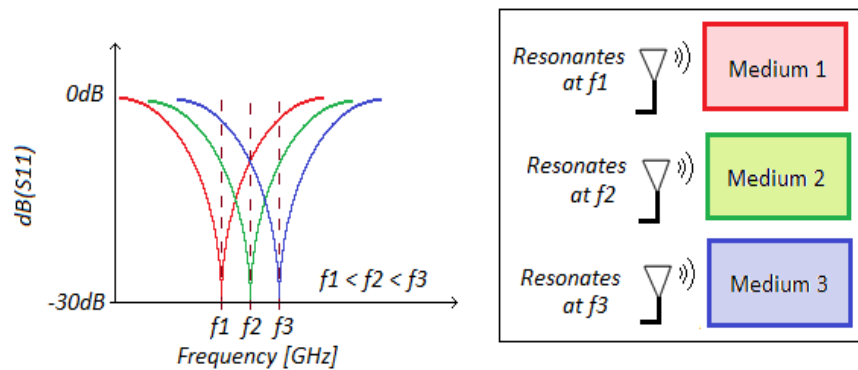 0dB
dB(S11)
-30dB
f1 < f2 < f3
f1 f2 f3
Frequency [GHz]
Resonantes
at f1
Medium 1
Resonates
at f2
Medium 2
Resonates
at f3
Medium 3